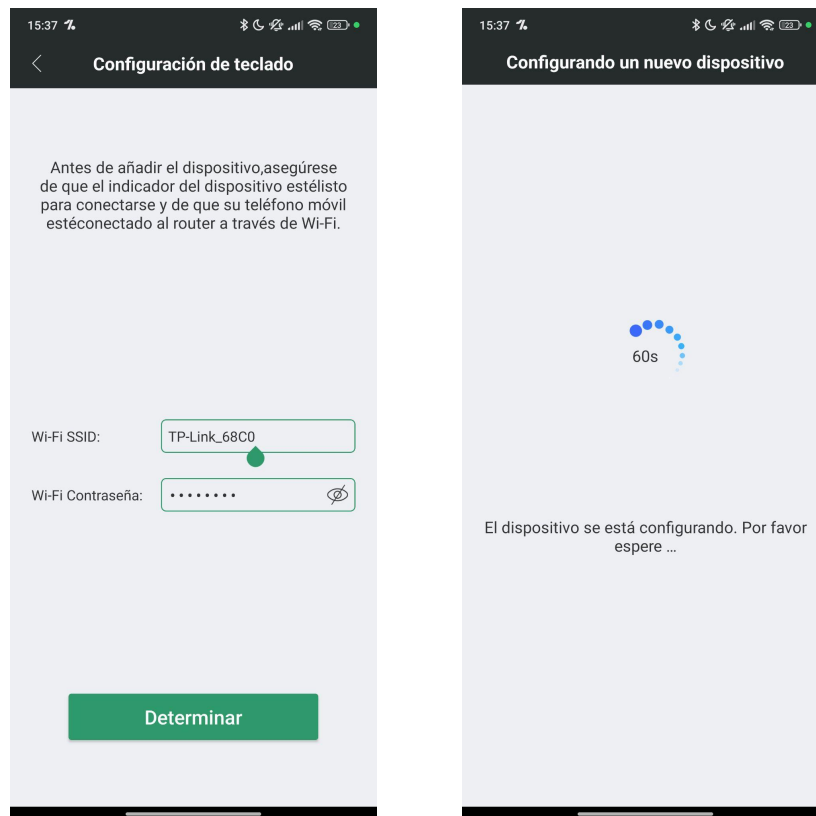 15:37
23
Configuración de teclado
Antes de añadir el dispositivo,asegúrese
de que el indicador del dispositivo estélisto
para conectarse y de que su teléfono móvil
estéconectado al router a través de Wi-Fi.
Wi-Fi SSID:
TP-Link_68C0
Wi-Fi Contraseña:
••••••••
Determinar
15:37
23
Configurando un nuevo dispositivo
60s
El dispositivo se está configurando. Por favor
espere ...